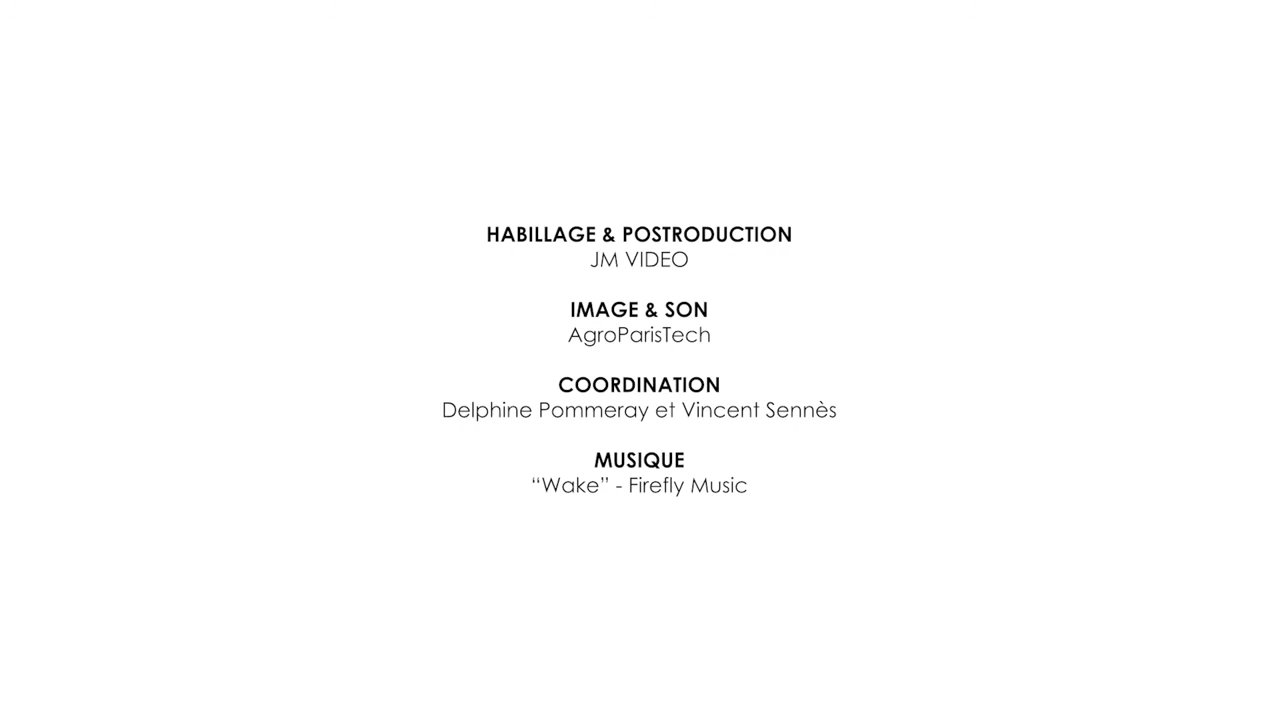 HABILLAGE & POSTRODUCTION
JM VIDEO
IMAGE & SON
AgroParisTech
COORDINATION
Delphine Pommeray et Vincent Sennès
MUSIQUE
“Wake” - Firefly Music